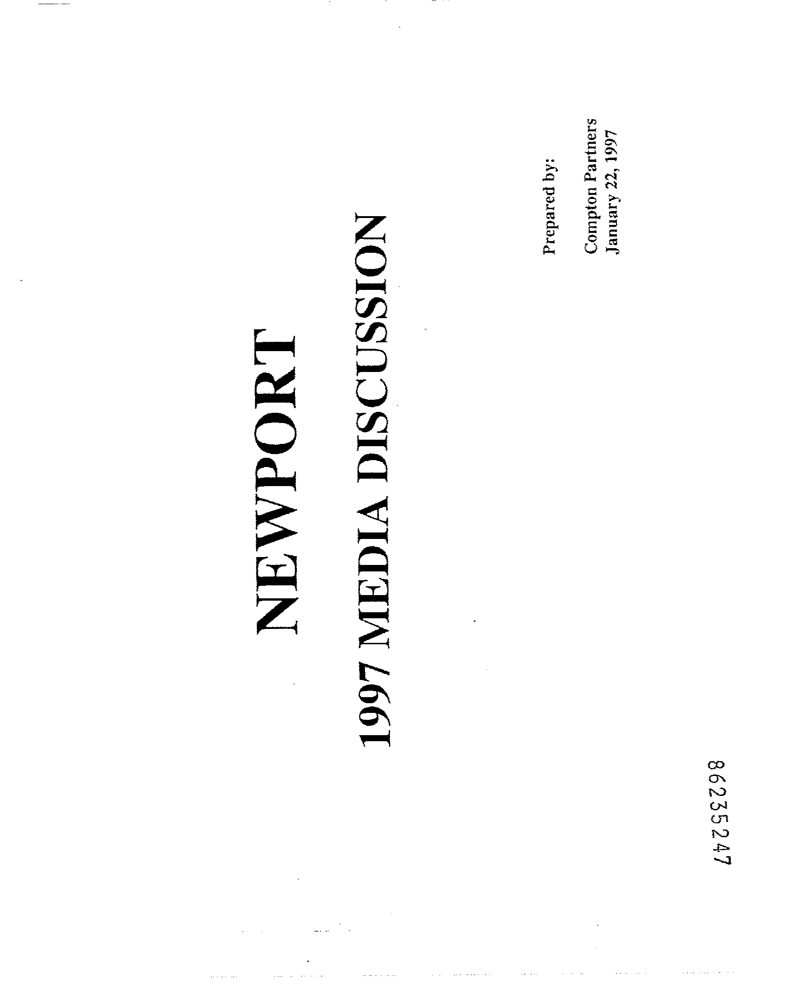 NEWPORT
1997 MEDIA DISCUSSION
Prepared by:
Compton Partners
January 22, 1997
86235247